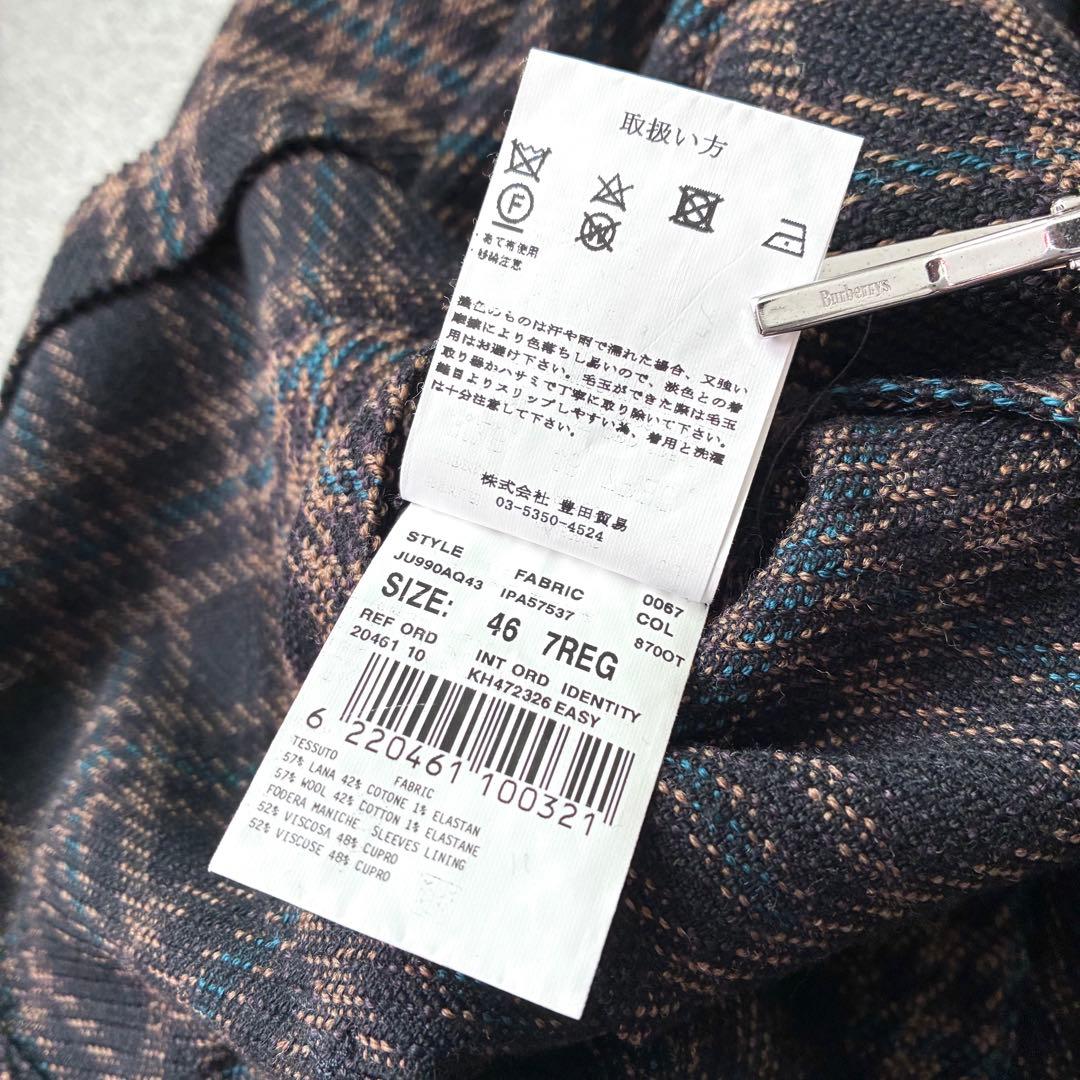 取扱い方
F
W
・あて布使用
・移輪注意
濃色のものは汗や雨で濡れた場合、又強い
摩擦により色落ちし易いので、淡色との着
用はお避け下さい。毛玉ができた際は毛玉
取り器かハサミで丁寧に取り除いて下さい。
縫目よりスリップしやすい為、着用と洗濯
は十分注意して下さい。
株式会社 豊田貿易
03-5350-4524
Burberrys
STYLE FABRIC 0067
JU990AQ43 IPA57537 COL
SIZE: 46 7REG 870OT
REF ORD INT ORD IDENTITY
20461 10 KH472326 EASY
6 220461 100321
TESSUTO FABRIC
57% LANA 42% COTONE 1% ELASTAN
57% WOOL 42% COTTON 1% ELASTANE
FODERA MANICHE SLEEVES LINING
52% VISCOSA 48% CUPRO
52% VISCUSE 48% CUPRO